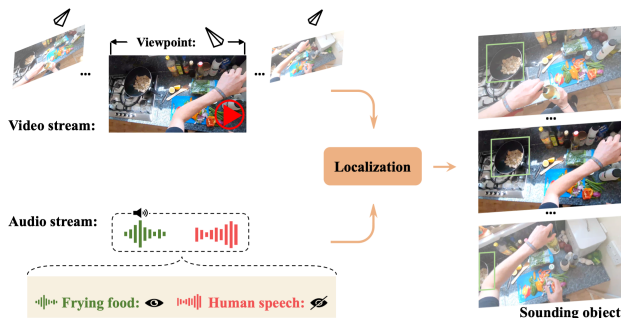 Viewpoint:
...
...
Video stream:
Localization
Audio stream:
Frying food:
Human speech:
...
...
Sounding object